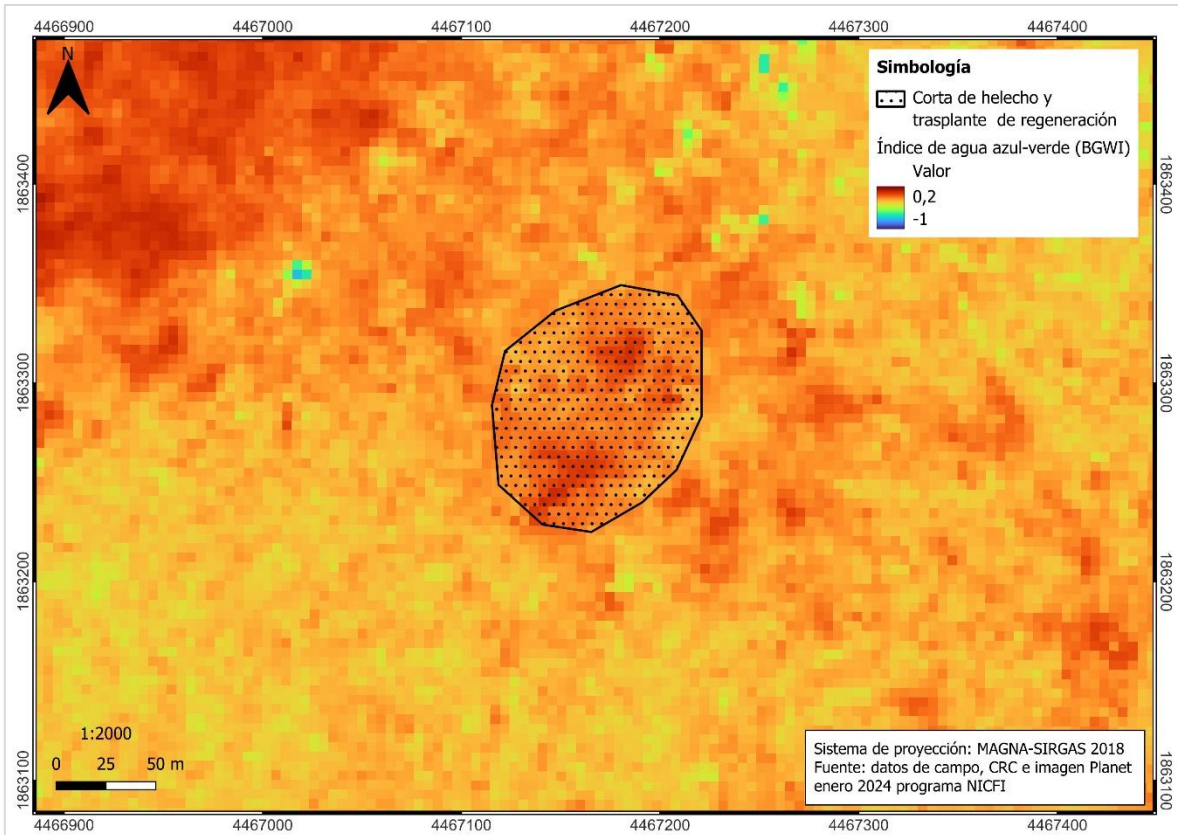 4466900 4467000 4467100 4467200 4467300 4467400
N
Simbología
Corta de helecho y
trasplante de regeneración
Índice de agua azul-verde (BGWI)
Valor
0,2
-1
1863400 1863400
1863300 1863300
1863200 1863200
1863100 1863100
1:2000
0 25 50 m
Sistema de proyección: MAGNA-SIRGAS 2018
Fuente: datos de campo, CRC e imagen Planet
enero 2024 programa NICFI
4466900 4467000 4467100 4467200 4467300 4467400